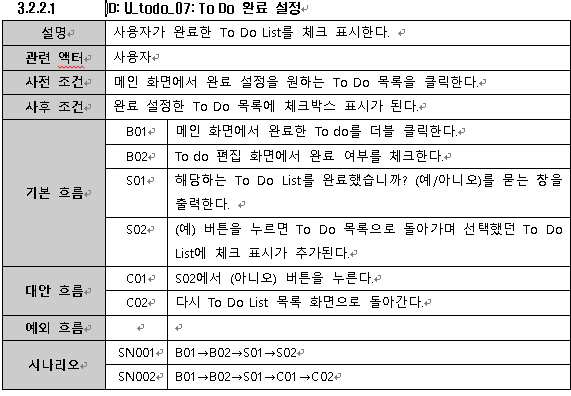 3.2.2.1 ID: U_todo_07: To Do 완료 설정
설명 사용자가 완료한 To Do List를 체크 표시한다.
관련 액터 사용자
사전 조건 메인 화면에서 완료 설정을 원하는 To Do 목록을 클릭한다.
사후 조건 완료 설정한 To Do 목록에 체크박스 표시가 된다.
기본 흐름
B01 메인 화면에서 완료한 To do를 더블 클릭한다.
B02 To do 편집 화면에서 완료 여부를 체크한다.
S01 해당하는 To Do List를 완료했습니까? (예/아니오)를 묻는 창을
출력한다.
S02 (예) 버튼을 누르면 To Do 목록으로 돌아가며 선택했던 To Do
List에 체크 표시가 추가된다.
대안 흐름
C01 S02에서 (아니오) 버튼을 누른다.
C02 다시 To Do List 목록 화면으로 돌아간다.
예외 흐름
시나리오
SN001 B01→B02→S01→S02
SN002 B01→B02→S01→C01→C02